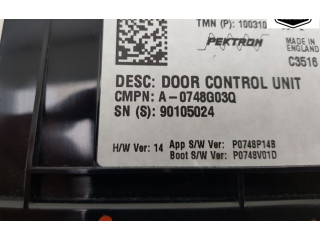 TMN (P): 100310
PEKTRON
MADE IN
ENGLAND
C3516
DESC: DOOR CONTROL UNIT
CMPN: A-0748G03Q
SN (S): 90105024
H/W Ver: 14 App S/W Ver: P0748P14B
Boot S/W Ver: P0748V01D